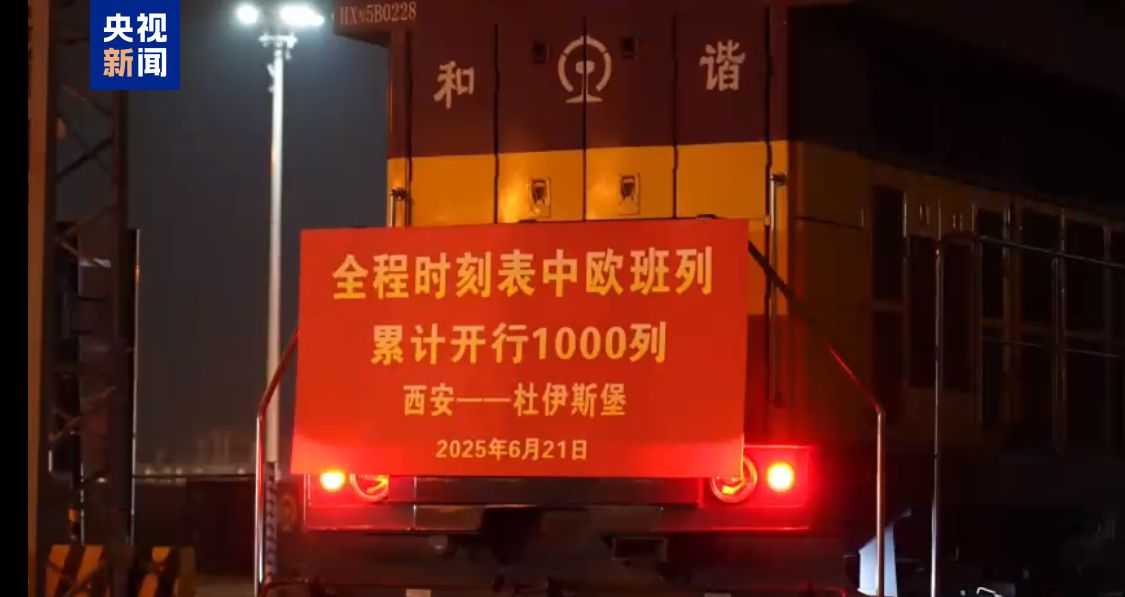 央视
新闻
HXN5B0228
和 谐
全程时刻表中欧班列
累计开行1000列
西安——杜伊斯堡
2025年6月21日